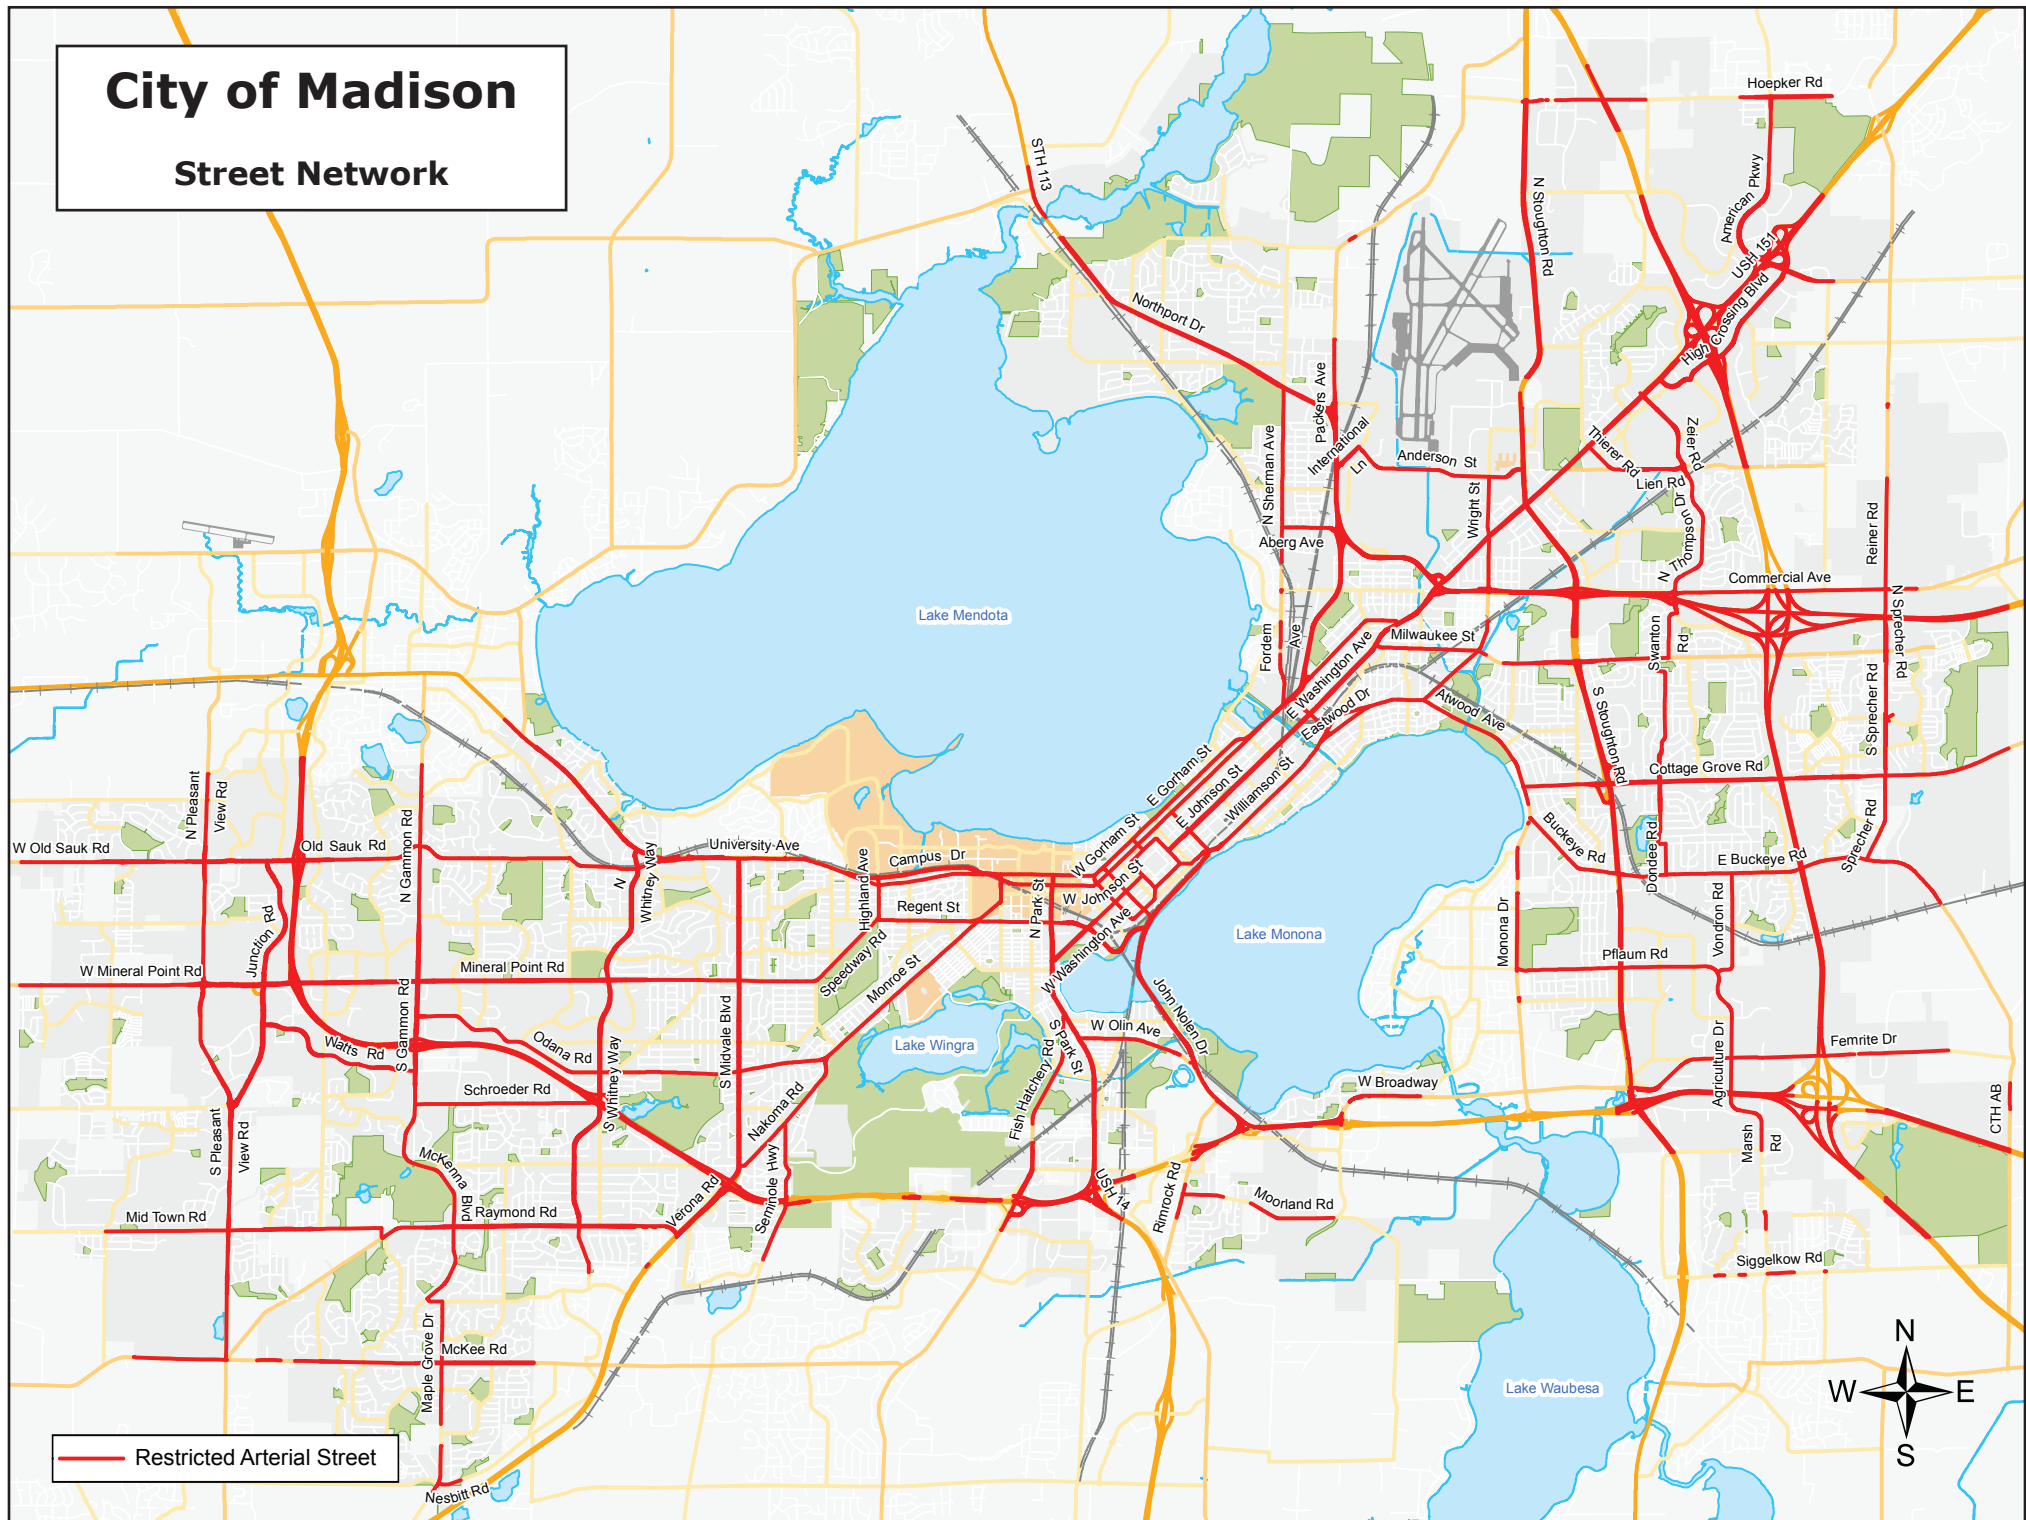 City of Madison
Street Network
Hoepker Rd
STH 113
American Pkwy
N Stoughton Rd
USH 151
High Crossing Blvd
Northport Dr
Packers Ave
International
Ln
N Sherman Ave
Anderson St
Thierer Rd
Zeier Rd
Lien Rd
Wright St
N Thompson Dr
Reiner Rd
Aberg Ave
Commercial Ave
N Sprecher Rd
Lake Mendota
Fordem
Ave
Milwaukee St
Swanton
Rd
E Washington Ave
Eastwood Dr
Atwood Ave
S Stoughton Rd
S Sprecher Rd
Cottage Grove Rd
E Gorham St
E Johnson St
Williamson St
N Pleasant
View Rd
N Gammon Rd
W Old Sauk Rd
Old Sauk Rd
University Ave
Campus Dr
Highland Ave
N
Whitney Way
W Gorham St
W Johnson St
N Park St
Regent St
Buckeye Rd
Dondee Rd
E Buckeye Rd
Sprecher Rd
Junction Rd
W Mineral Point Rd
Mineral Point Rd
Speedway Rd
Monroe St
W Washington Ave
Lake Monona
Monona Dr
Pflaum Rd
Vondron Rd
S Gammon Rd
Watts Rd
Odana Rd
S Whitney Way
S Midvale Blvd
Lake Wingra
W Olin Ave
John Nolen Dr
S Park St
Fish Hatchery Rd
Schroeder Rd
Nakoma Rd
W Broadway
Agriculture Dr
Femrite Dr
CTH AB
Marsh
Rd
S Pleasant
View Rd
McKenna
Blvd
Mid Town Rd
Raymond Rd
Verona Rd
Seminole Hwy
USH 14
Rimrock Rd
Moorland Rd
Siggelkow Rd
Maple Grove Dr
McKee Rd
Lake Waubesa
N
W
E
S
Restricted Arterial Street
Nesbitt Rd